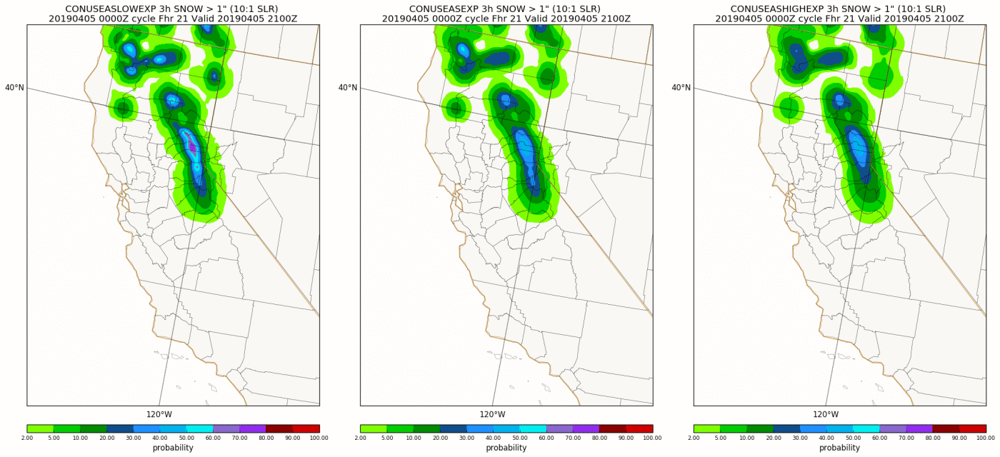 CONUSEASLOWEXP 3h SNOW > 1" (10:1 SLR)
20190405 0000Z cycle Fhr 21 Valid 20190405 2100Z
40°N
120°W
2.00 5.00 10.00 20.00 30.00 40.00 50.00 60.00 70.00 80.00 90.00 100.00
probability
CONUSEASEXP 3h SNOW > 1" (10:1 SLR)
20190405 0000Z cycle Fhr 21 Valid 20190405 2100Z
40°N
120°W
2.00 5.00 10.00 20.00 30.00 40.00 50.00 60.00 70.00 80.00 90.00 100.00
probability
CONUSEASHIGHEXP 3h SNOW > 1" (10:1 SLR)
20190405 0000Z cycle Fhr 21 Valid 20190405 2100Z
40°N
120°W
2.00 5.00 10.00 20.00 30.00 40.00 50.00 60.00 70.00 80.00 90.00 100.00
probability